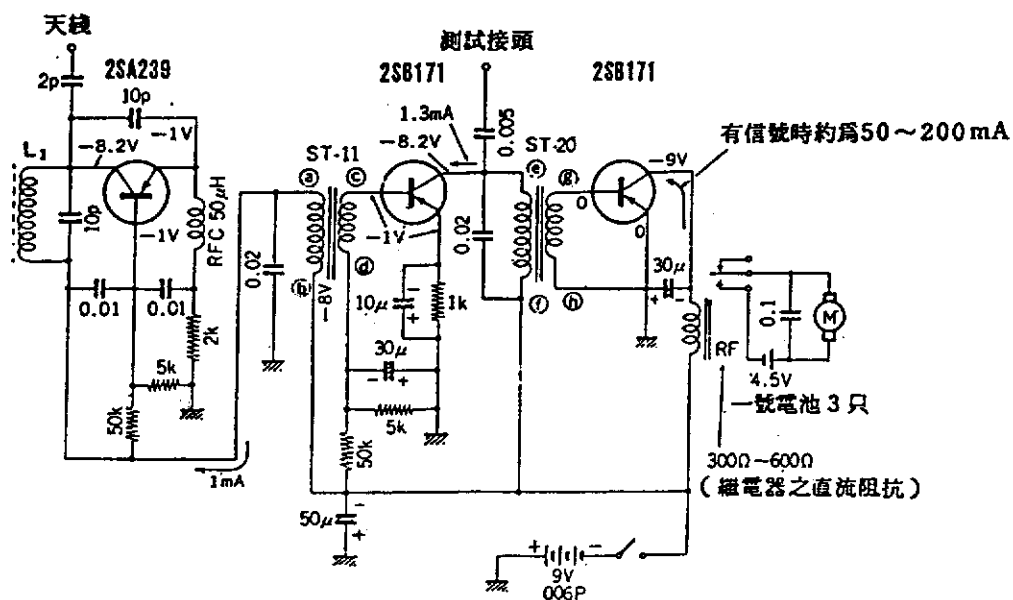 天綫
2p
2SA239
10p
-1V
-8.2V
L1
10p
-1V
RFC 50μH
0.01
0.01
2k
5k
50k
1mA
0.02
ST-11
ⓐ
ⓒ
ⓑ
ⓓ
-8V
2SB171
測試接頭
1.3mA
-8.2V
0.005
-1V
10μ
-
+
1k
30μ
-
+
5k
50k
50μ
-
+
0.02
ST-20
ⓔ
ⓖ
ⓕ
ⓗ
2SB171
0
-9V
0
有信號時約爲50～200mA
30μ
+
-
RF
0.1
M
4.5V
一號電池3只
300Ω～600Ω
(繼電器之直流阻抗)
+
-
9V
006P